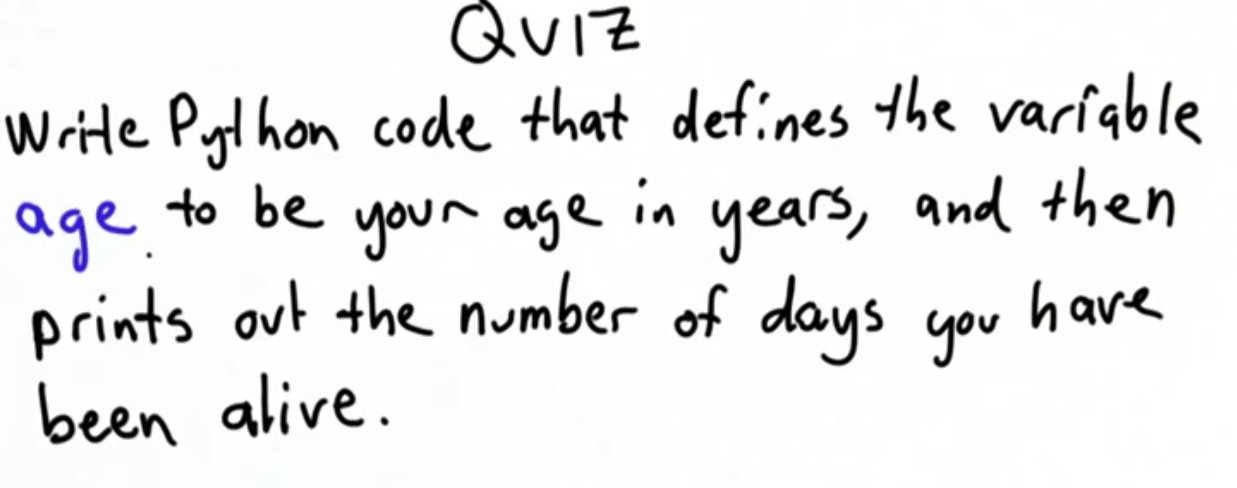 QUIZ
Write Python code that defines the variable
age to be your age in years, and then
prints out the number of days you have
been alive.